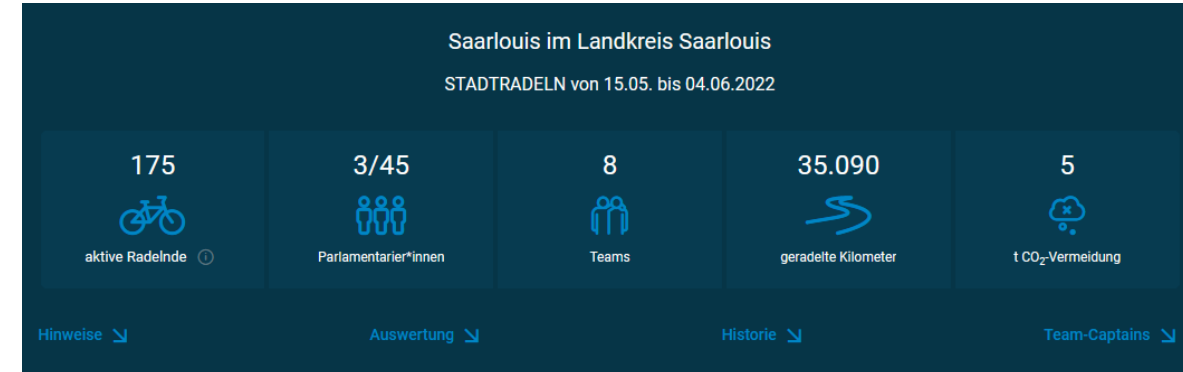 Saarlouis im Landkreis Saarlouis
STADTRADELN von 15.05. bis 04.06.2022
175
aktive Radelnde
3/45
Parlamentarier*innen
8
Teams
35.090
geradelte Kilometer
5
t CO₂-Vermeidung
Hinweise
Auswertung
Historie
Team-Captains